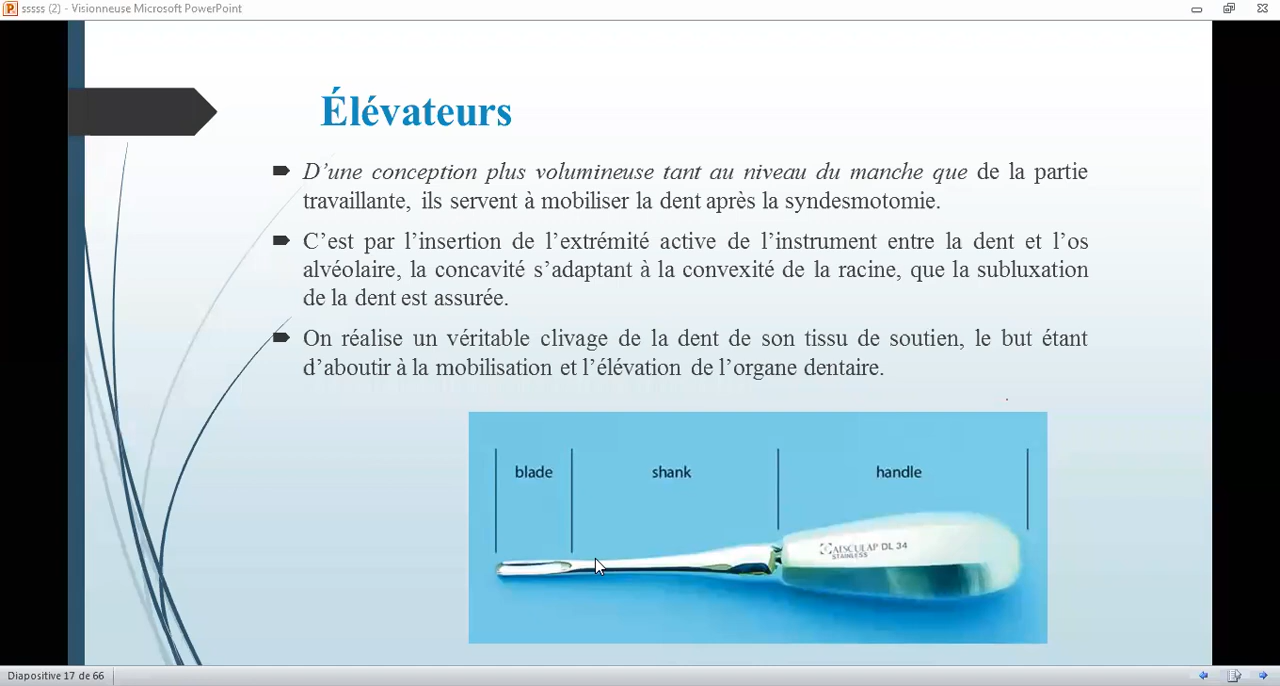 sssss (2) - Visionneuse Microsoft PowerPoint
Élévateurs
D’une conception plus volumineuse tant au niveau du manche que de la partie
travaillante, ils servent à mobiliser la dent après la syndesmotomie.
C’est par l’insertion de l’extrémité active de l’instrument entre la dent et l’os
alvéolaire, la concavité s’adaptant à la convexité de la racine, que la subluxation
de la dent est assurée.
On réalise un véritable clivage de la dent de son tissu de soutien, le but étant
d’aboutir à la mobilisation et l’élévation de l’organe dentaire.
blade shank handle
AESCULAP DL 34
STAINLESS
Diapositive 17 de 66